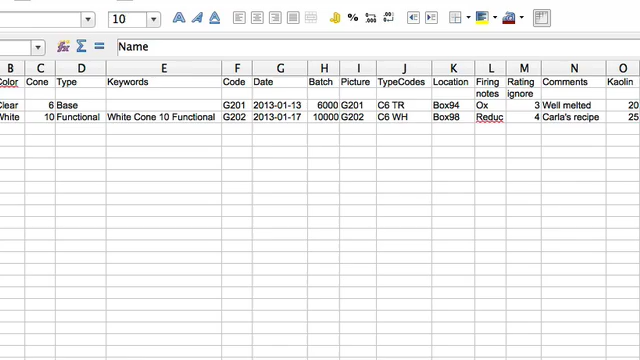 10
A A A
%
Name
B C D E F G H I J K L M N O
Color Cone Type Keywords Code Date Batch Picture TypeCodes Location Firing notes Rating ignore Comments Kaolin
Clear 6 Base G201 2013-01-13 6000 G201 C6 TR Box94 Ox 3 Well melted 20
White 10 Functional White Cone 10 Functional G202 2013-01-17 10000 G202 C6 WH Box98 Reduc 4 Carla's recipe 25